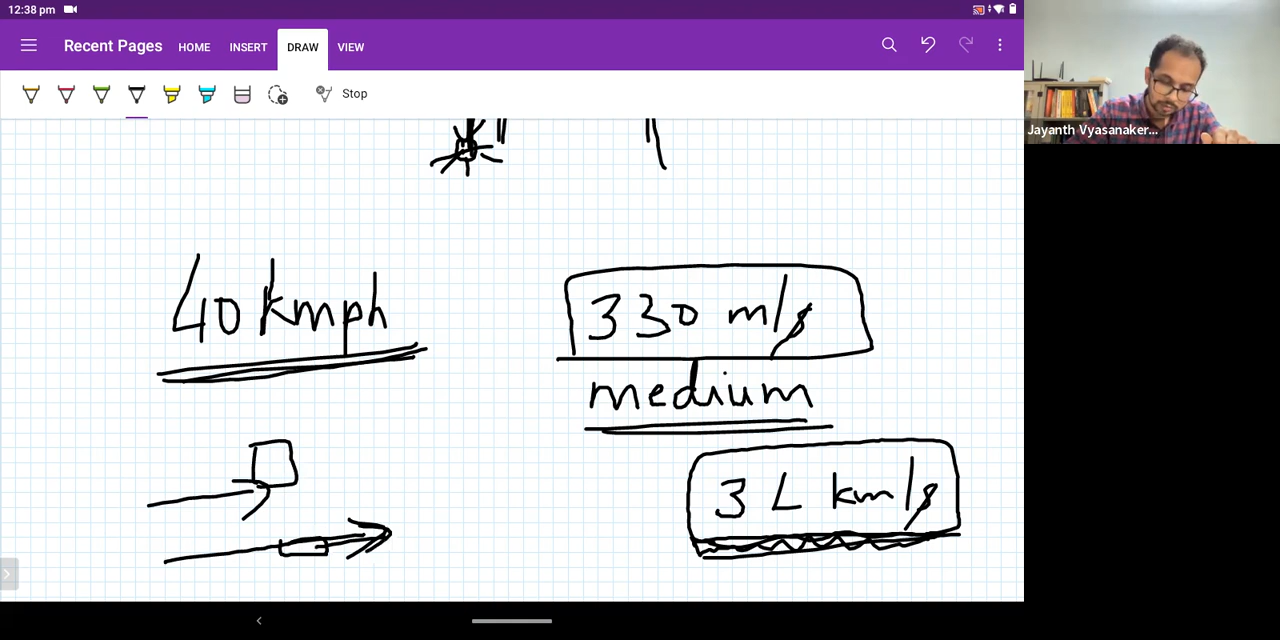 12:38 pm
Recent Pages HOME INSERT DRAW VIEW
Stop
Jayanth Vyasanaker...
40 kmph
330 m/s
medium
3 L km/s